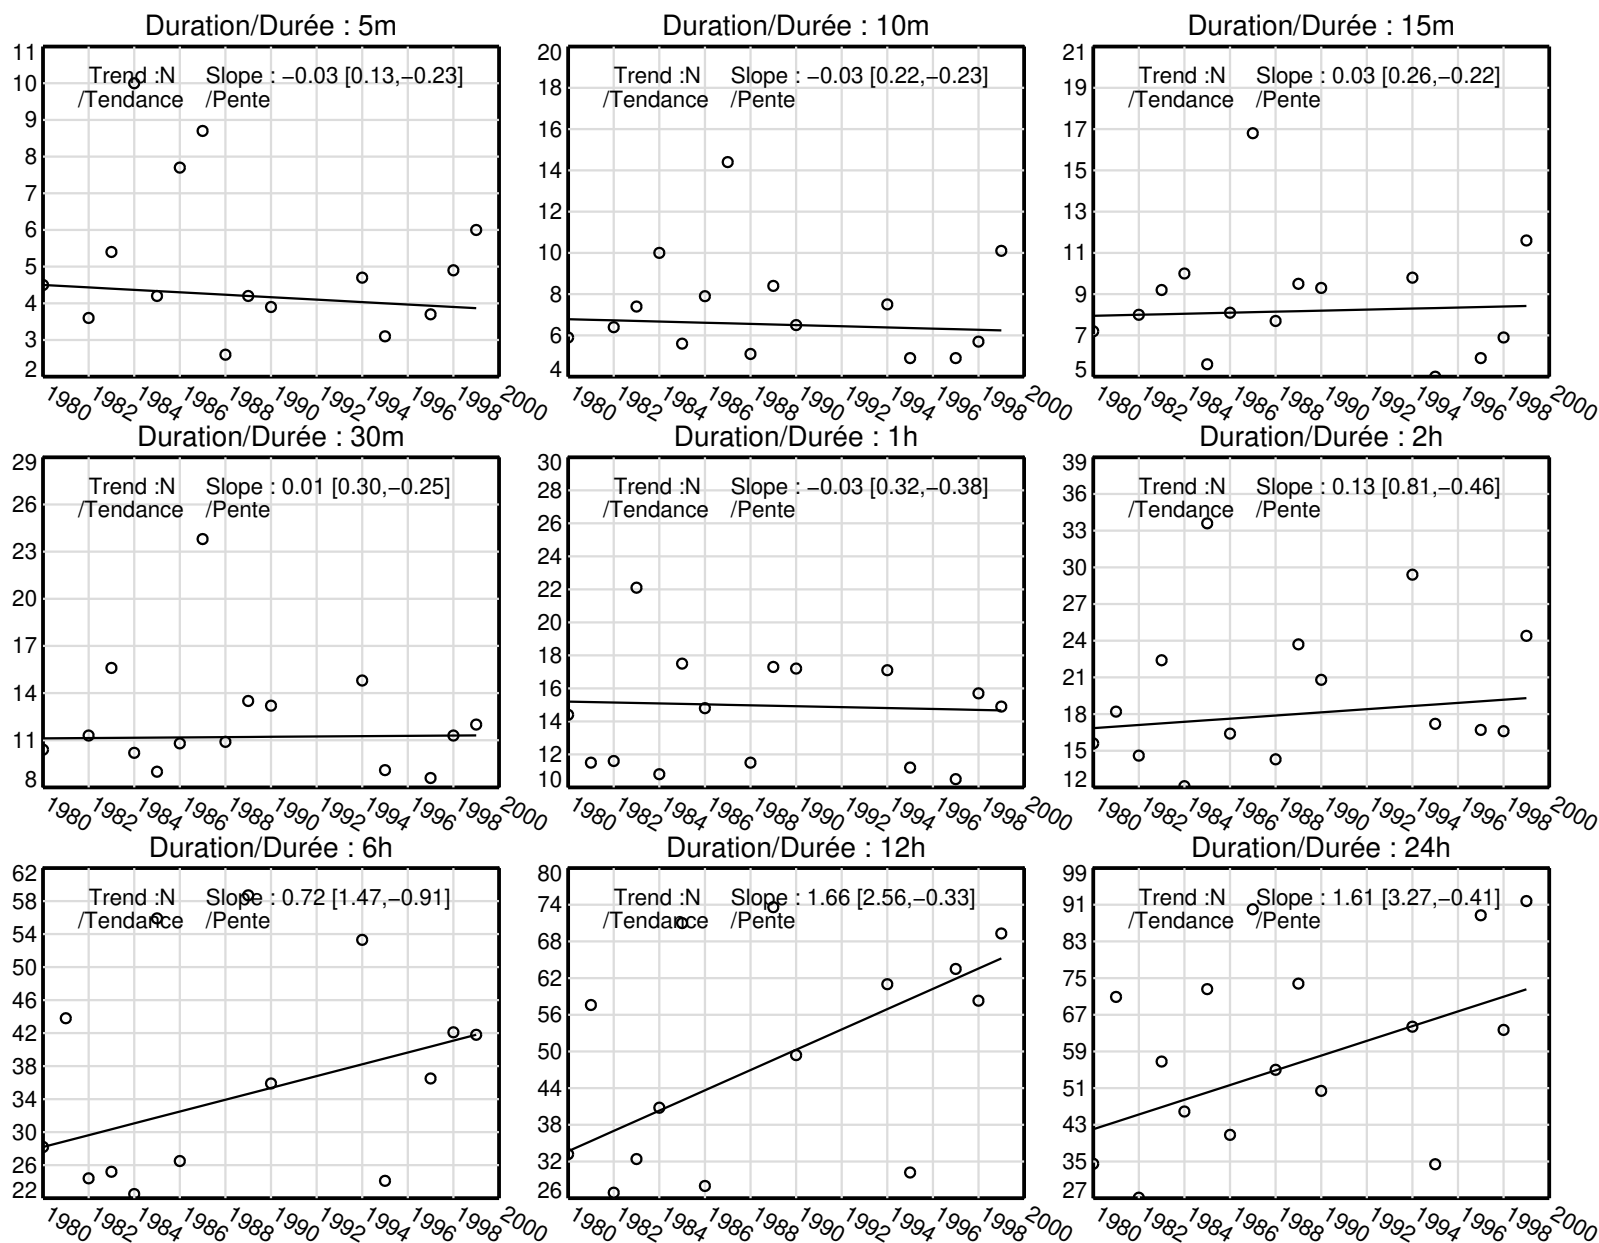 Duration/Durée : 5m
Trend :N Slope : −0.03 [0.13,−0.23]
/Tendance /Pente
11
10
9
8
7
6
5
4
3
2
1980 1982 1984 1986 1988 1990 1992 1994 1996 1998 2000
Duration/Durée : 10m
Trend :N Slope : −0.03 [0.22,−0.23]
/Tendance /Pente
20
18
16
14
12
10
8
6
4
1980 1982 1984 1986 1988 1990 1992 1994 1996 1998 2000
Duration/Durée : 15m
Trend :N Slope : 0.03 [0.26,−0.22]
/Tendance /Pente
21
19
17
15
13
11
9
7
5
1980 1982 1984 1986 1988 1990 1992 1994 1996 1998 2000
Duration/Durée : 30m
Trend :N Slope : 0.01 [0.30,−0.25]
/Tendance /Pente
29
26
23
20
17
14
11
8
1980 1982 1984 1986 1988 1990 1992 1994 1996 1998 2000
Duration/Durée : 1h
Trend :N Slope : −0.03 [0.32,−0.38]
/Tendance /Pente
30
28
26
24
22
20
18
16
14
12
10
1980 1982 1984 1986 1988 1990 1992 1994 1996 1998 2000
Duration/Durée : 2h
Trend :N Slope : 0.13 [0.81,−0.46]
/Tendance /Pente
39
36
33
30
27
24
21
18
15
12
1980 1982 1984 1986 1988 1990 1992 1994 1996 1998 2000
Duration/Durée : 6h
Trend :N Slope : 0.72 [1.47,−0.91]
/Tendance /Pente
62
58
54
50
46
42
38
34
30
26
22
1980 1982 1984 1986 1988 1990 1992 1994 1996 1998 2000
Duration/Durée : 12h
Trend :N Slope : 1.66 [2.56,−0.33]
/Tendance /Pente
80
74
68
62
56
50
44
38
32
26
1980 1982 1984 1986 1988 1990 1992 1994 1996 1998 2000
Duration/Durée : 24h
Trend :N Slope : 1.61 [3.27,−0.41]
/Tendance /Pente
99
91
83
75
67
59
51
43
35
27
1980 1982 1984 1986 1988 1990 1992 1994 1996 1998 2000